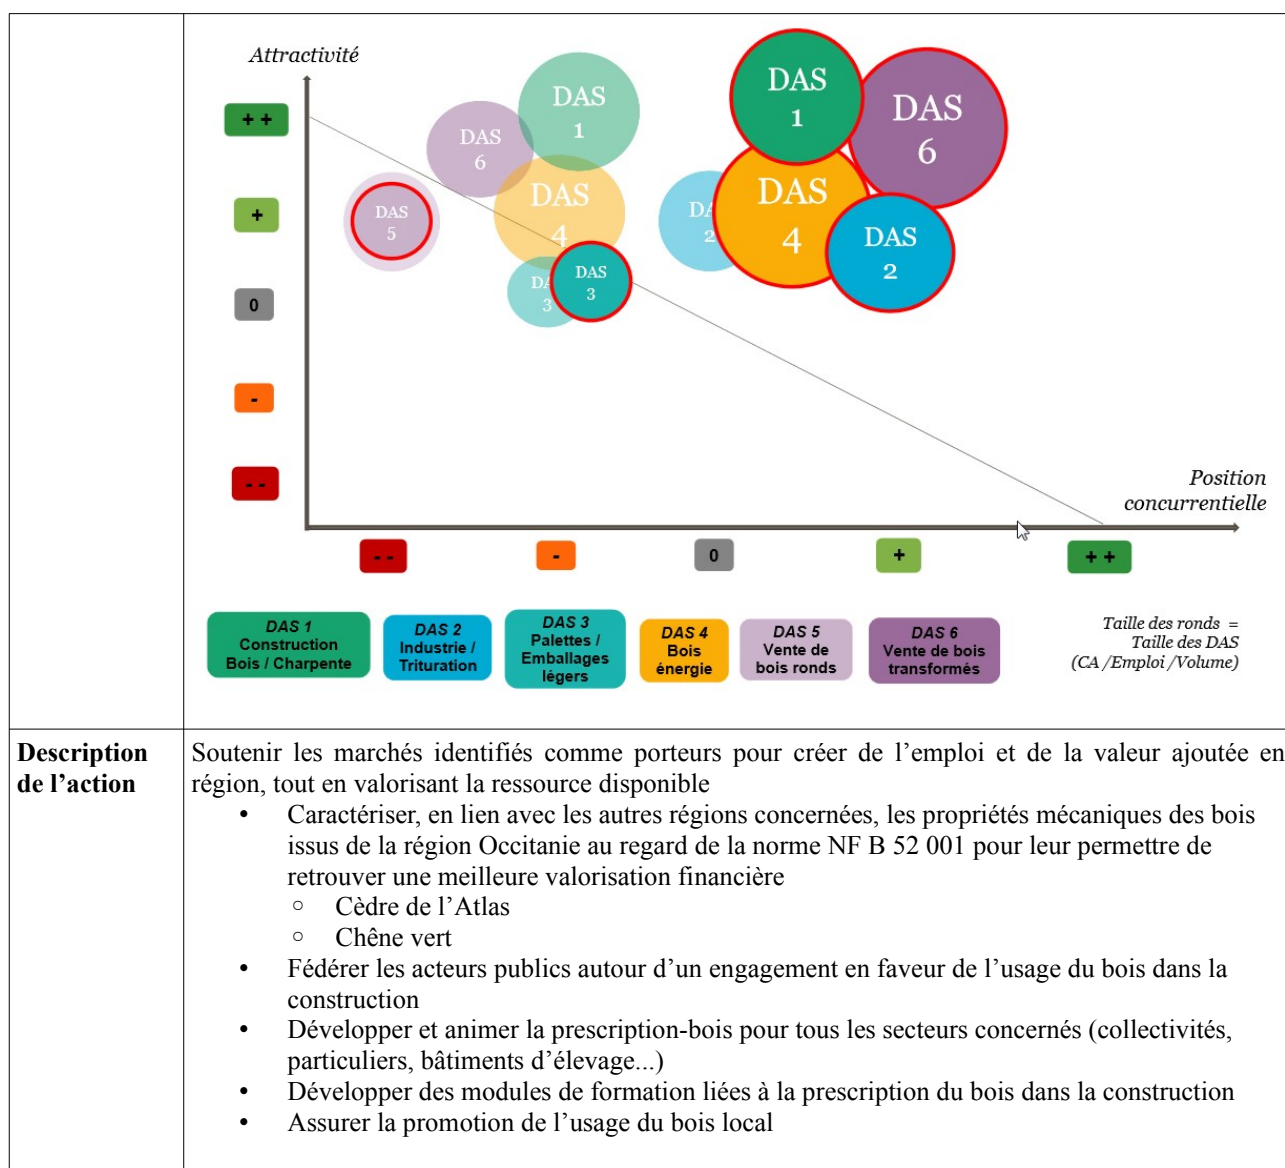 Attractivité
+ +
+
0
-
- -
DAS
1
DAS
6
DAS
5
DAS
4
DA
3
DAS
3
DA
2
DAS
1
DAS
6
DAS
4
DAS
2
Position
concurrentielle
- -
-
0
+
+ +
DAS 1
Construction
Bois / Charpente
DAS 2
Industrie /
Trituration
DAS 3
Palettes /
Emballages
légers
DAS 4
Bois
énergie
DAS 5
Vente de
bois ronds
DAS 6
Vente de bois
transformés
Taille des ronds =
Taille des DAS
(CA /Emploi /Volume)
Description
de l’action
Soutenir les marchés identifiés comme porteurs pour créer de l’emploi et de la valeur ajoutée en
région, tout en valorisant la ressource disponible
• Caractériser, en lien avec les autres régions concernées, les propriétés mécaniques des bois
issus de la région Occitanie au regard de la norme NF B 52 001 pour leur permettre de
retrouver une meilleure valorisation financière
◦ Cèdre de l’Atlas
◦ Chêne vert
• Fédérer les acteurs publics autour d’un engagement en faveur de l’usage du bois dans la
construction
• Développer et animer la prescription-bois pour tous les secteurs concernés (collectivités,
particuliers, bâtiments d’élevage...)
• Développer des modules de formation liées à la prescription du bois dans la construction
• Assurer la promotion de l’usage du bois local